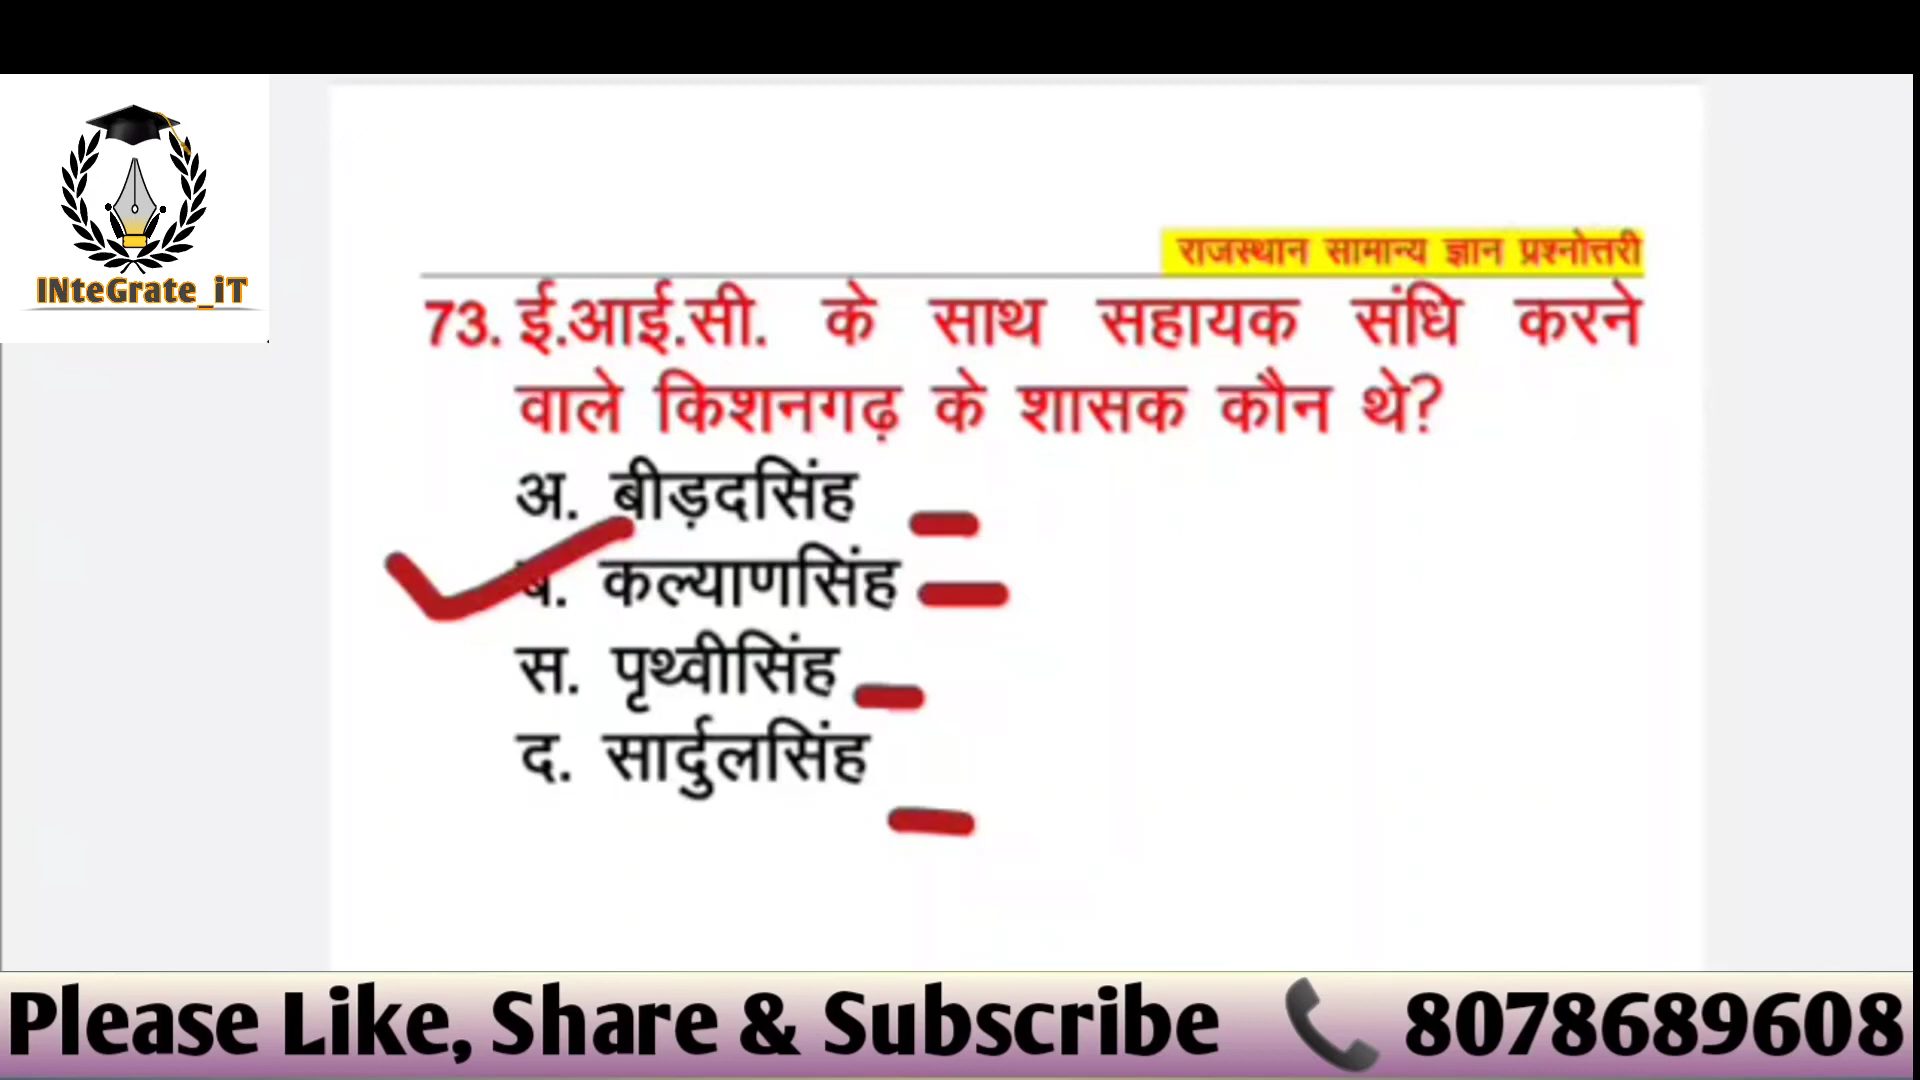 INteGrate_iT
राजस्थान सामान्य ज्ञान प्रश्नोत्तरी
73. ई.आई.सी. के साथ सहायक संधि करने
वाले किशनगढ़ के शासक कौन थे?
अ. बीड़दसिंह
ब. कल्याणसिंह
स. पृथ्वीसिंह
द. सार्दुलसिंह
Please Like, Share & Subscribe 8078689608